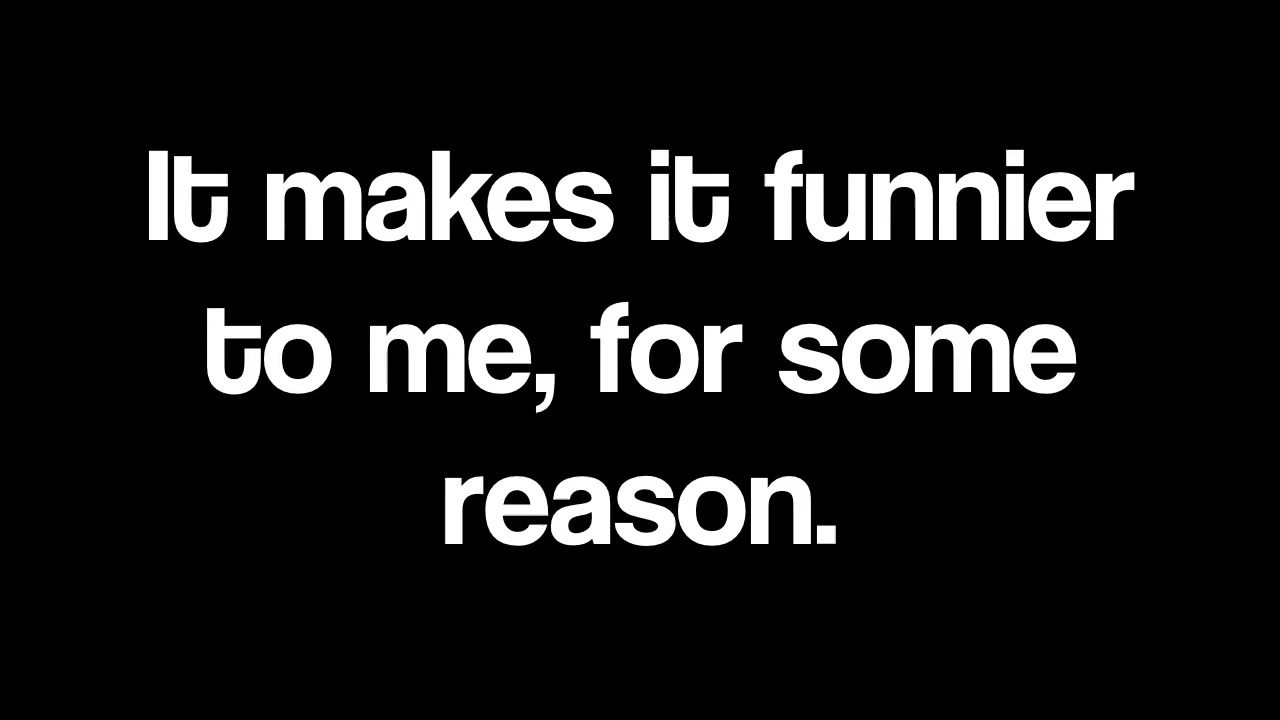 It makes it funnier
to me, for some
reason.